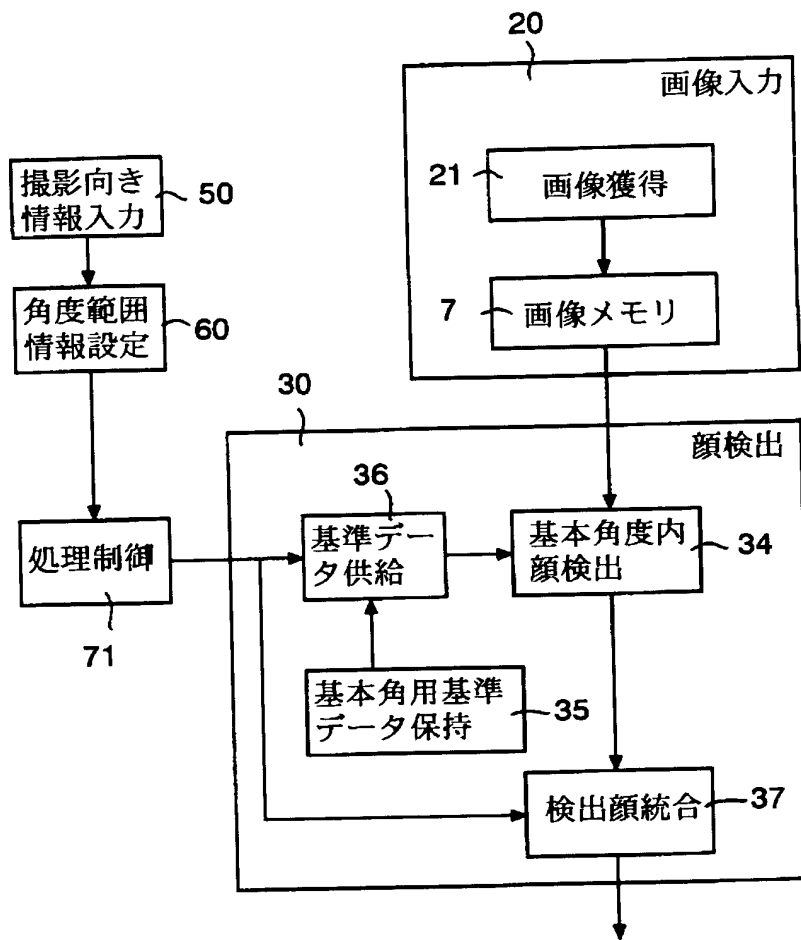 20
画像入力
21
画像獲得
7
画像メモリ
撮影向き
情報入力
50
角度範囲
情報設定
60
処理制御
71
30
顔検出
36
基準デー
タ供給
基本角度内
顔検出
34
基本角用基準
データ保持
35
検出顔統合
37